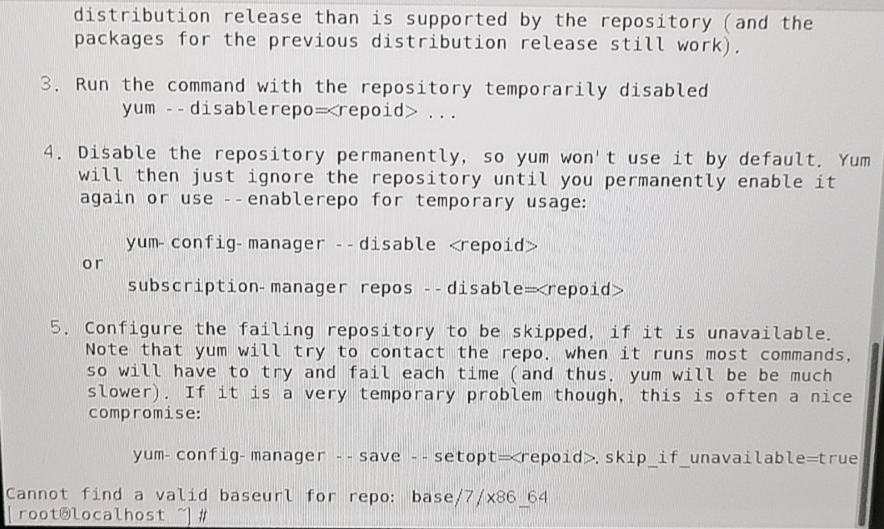 distribution release than is supported by the repository (and the
packages for the previous distribution release still work).
3. Run the command with the repository temporarily disabled
yum --disablerepo=<repoid> ...
4. Disable the repository permanently, so yum won't use it by default. Yum
will then just ignore the repository until you permanently enable it
again or use --enablerepo for temporary usage:
yum-config-manager --disable <repoid>
or
subscription-manager repos --disable=<repoid>
5. Configure the failing repository to be skipped, if it is unavailable.
Note that yum will try to contact the repo. when it runs most commands,
so will have to try and fail each time (and thus. yum will be be much
slower). If it is a very temporary problem though, this is often a nice
compromise:
yum-config-manager --save --setopt=<repoid>.skip_if_unavailable=true
Cannot find a valid baseurl for repo: base/7/x86_64
[root@localhost ~]#